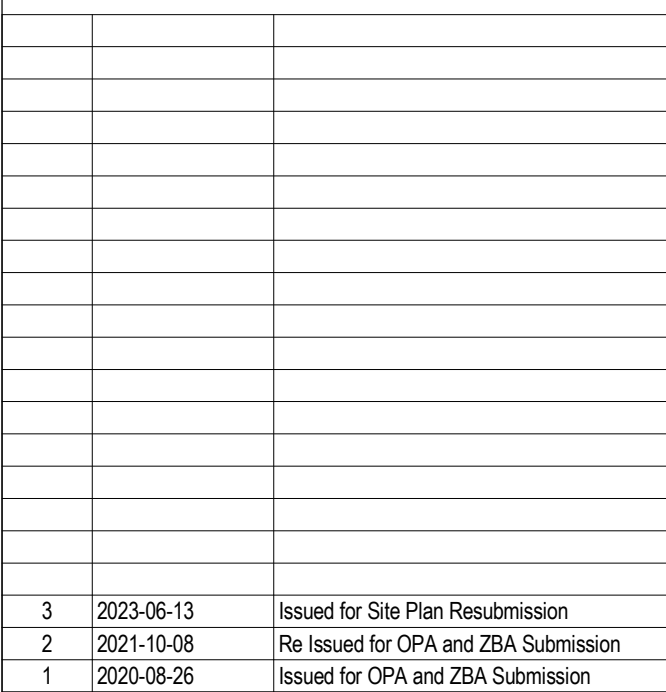 3 2023-06-13 Issued for Site Plan Resubmission
2 2021-10-08 Re Issued for OPA and ZBA Submission
1 2020-08-26 Issued for OPA and ZBA Submission